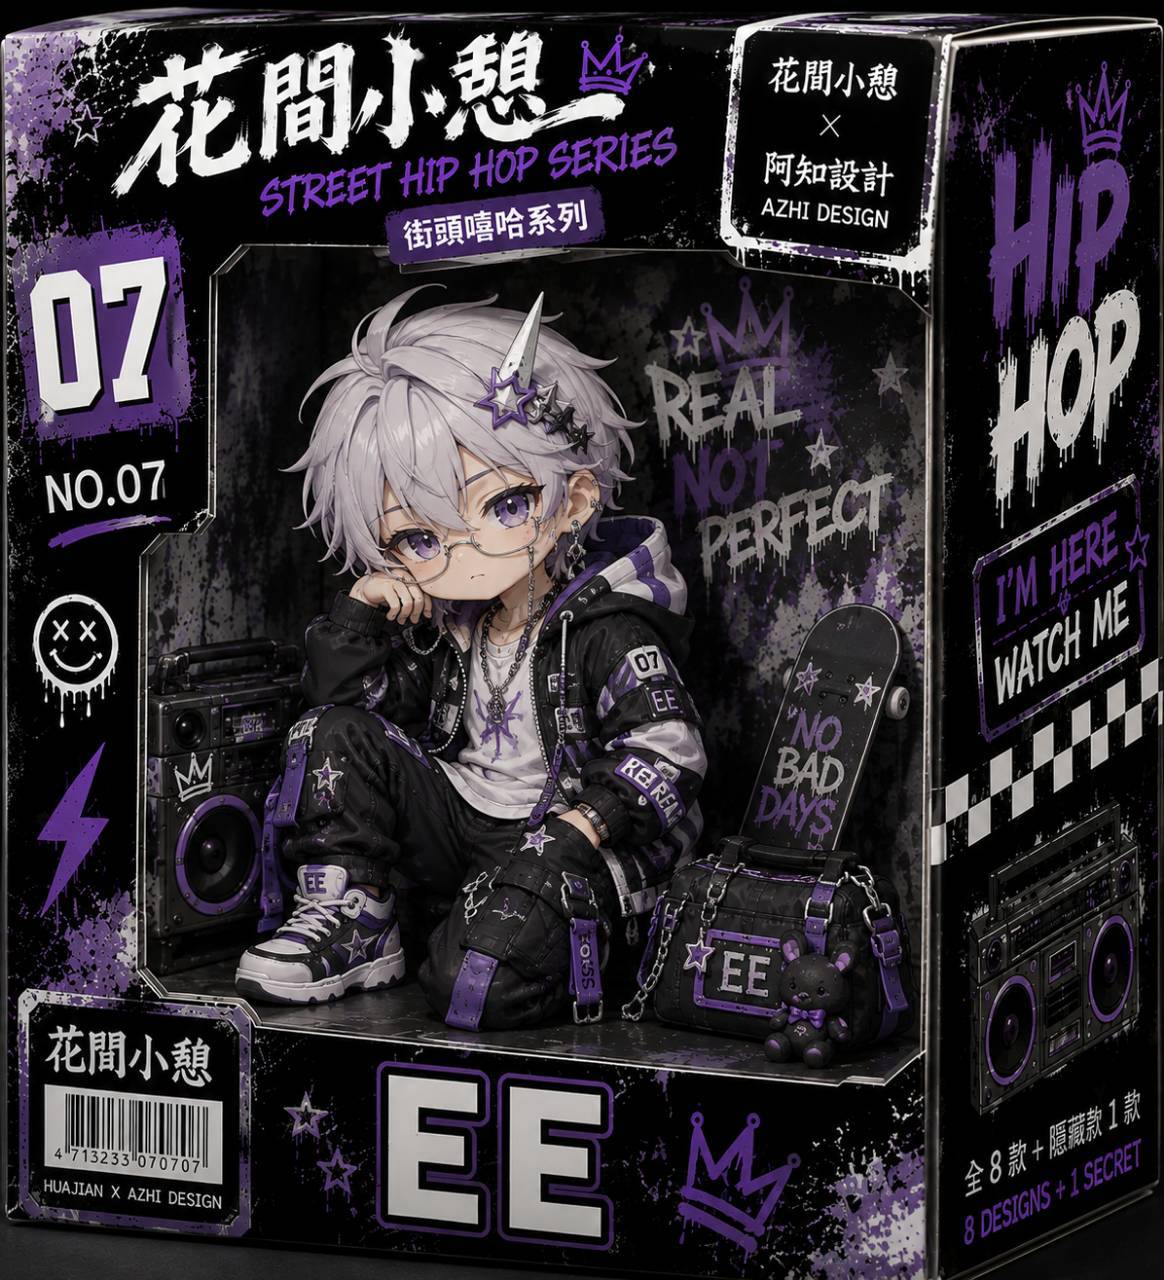 花間小憩
STREET HIP HOP SERIES
街頭嘻哈系列
花間小憩
×
阿知設計
AZHI DESIGN
07
NO.07
REAL
NOT
PERFECT
07
EE
"NO
BAD
DAYS
EE
EE
花間小憩
4 713233 070707
HUAJIAN X AZHI DESIGN
EE
HIP
HOP
I'M HERE
WATCH ME
全 8 款 + 隱藏款 1 款
8 DESIGNS + 1 SECRET